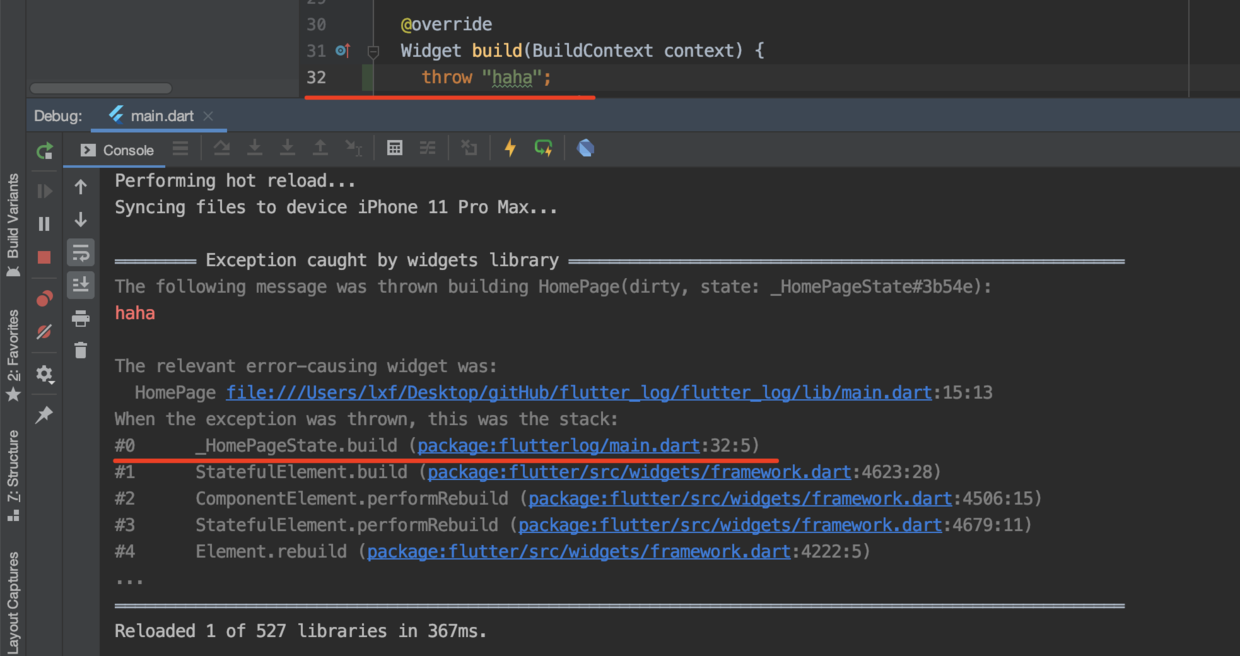 29
30 @override
31 Widget build(BuildContext context) {
32 throw "haha";
Debug: main.dart
Console
Build Variants
2: Favorites
7: Structure
Layout Captures
Performing hot reload...
Syncing files to device iPhone 11 Pro Max...
════════ Exception caught by widgets library ═══════════════════════════════════════════════════════
The following message was thrown building HomePage(dirty, state: _HomePageState#3b54e):
haha
The relevant error-causing widget was:
HomePage file:///Users/lxf/Desktop/gitHub/flutter_log/flutter_log/lib/main.dart:15:13
When the exception was thrown, this was the stack:
#0 _HomePageState.build (package:flutterlog/main.dart:32:5)
#1 StatefulElement.build (package:flutter/src/widgets/framework.dart:4623:28)
#2 ComponentElement.performRebuild (package:flutter/src/widgets/framework.dart:4506:15)
#3 StatefulElement.performRebuild (package:flutter/src/widgets/framework.dart:4679:11)
#4 Element.rebuild (package:flutter/src/widgets/framework.dart:4222:5)
...
════════════════════════════════════════════════════════════════════════════════════════════════════
Reloaded 1 of 527 libraries in 367ms.